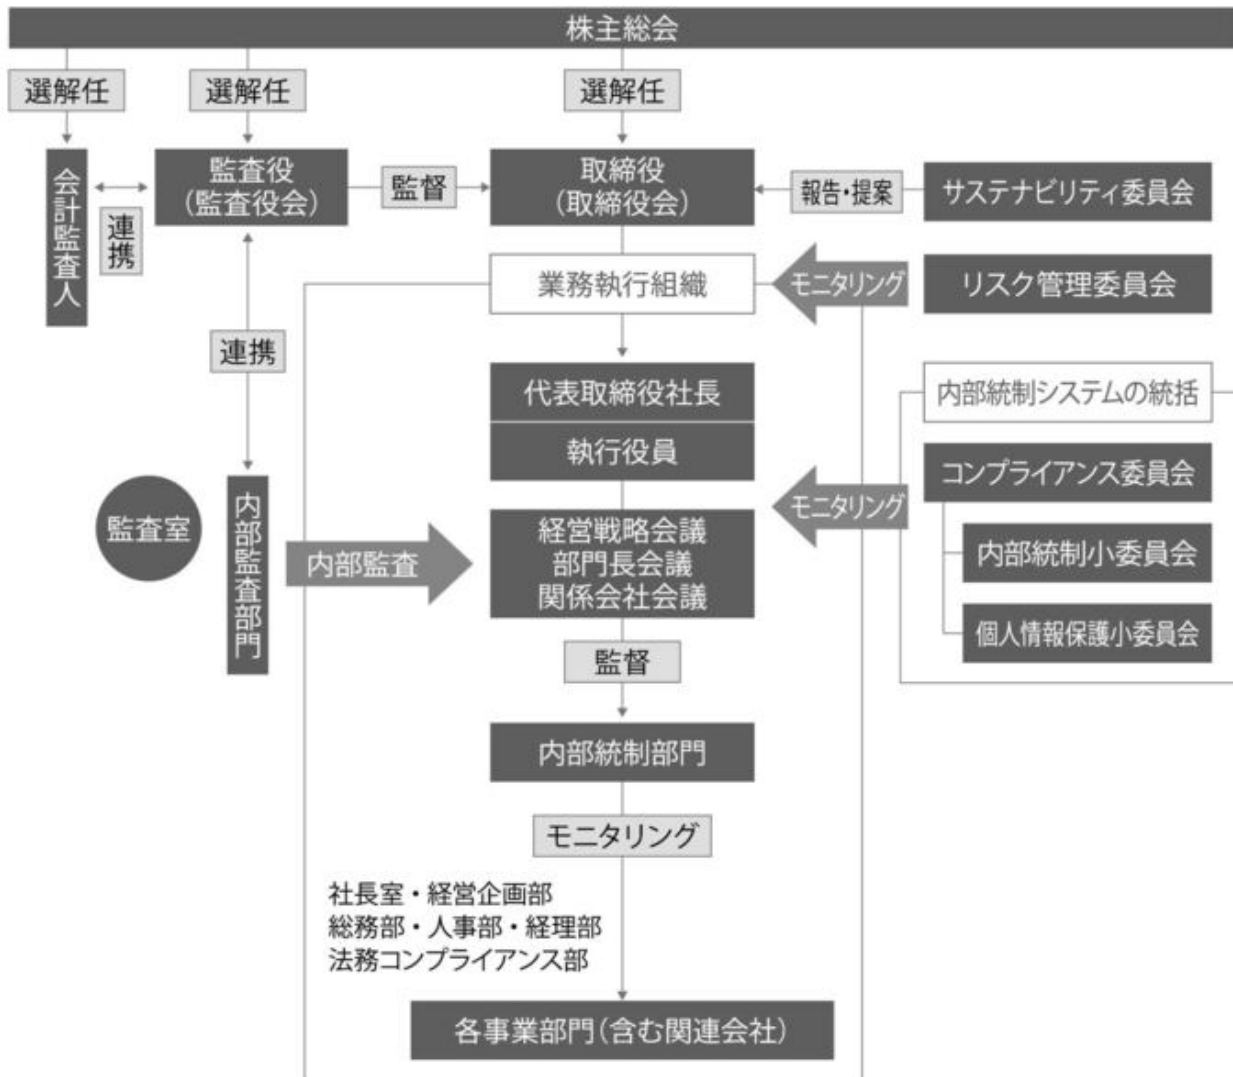 株主総会
選解任
選解任
選解任
会計監査人
連携
監査役
(監査役会)
監督
取締役
(取締役会)
報告・提案
サステナビリティ委員会
業務執行組織
モニタリング
リスク管理委員会
連携
代表取締役社長
執行役員
内部統制システムの統括
コンプライアンス委員会
モニタリング
内部統制小委員会
個人情報保護小委員会
監査室
内部監査部門
内部監査
経営戦略会議
部門長会議
関係会社会議
監督
内部統制部門
モニタリング
社長室・経営企画部
総務部・人事部・経理部
法務コンプライアンス部
各事業部門(含む関連会社)